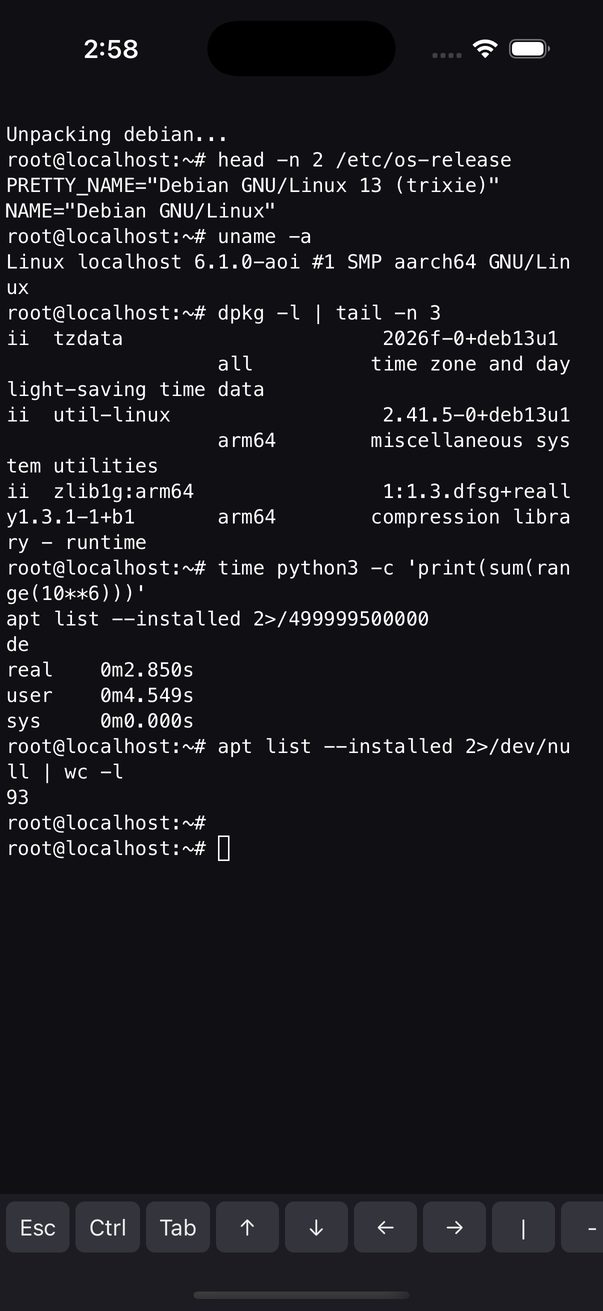 2:58
Unpacking debian...
root@localhost:~# head -n 2 /etc/os-release
PRETTY_NAME="Debian GNU/Linux 13 (trixie)"
NAME="Debian GNU/Linux"
root@localhost:~# uname -a
Linux localhost 6.1.0-aoi #1 SMP aarch64 GNU/Lin
ux
root@localhost:~# dpkg -l | tail -n 3
ii  tzdata                      2026f-0+deb13u1
                  all          time zone and day
light-saving time data
ii  util-linux                  2.41.5-0+deb13u1
                  arm64        miscellaneous sys
tem utilities
ii  zlib1g:arm64                1:1.3.dfsg+reall
y1.3.1-1+b1       arm64        compression libra
ry - runtime
root@localhost:~# time python3 -c 'print(sum(ran
ge(10**6)))'
apt list --installed 2>/499999500000
de
real    0m2.850s
user    0m4.549s
sys     0m0.000s
root@localhost:~# apt list --installed 2>/dev/nu
ll | wc -l
93
root@localhost:~#
root@localhost:~#
Esc Ctrl Tab ↑ ↓ ← → | -